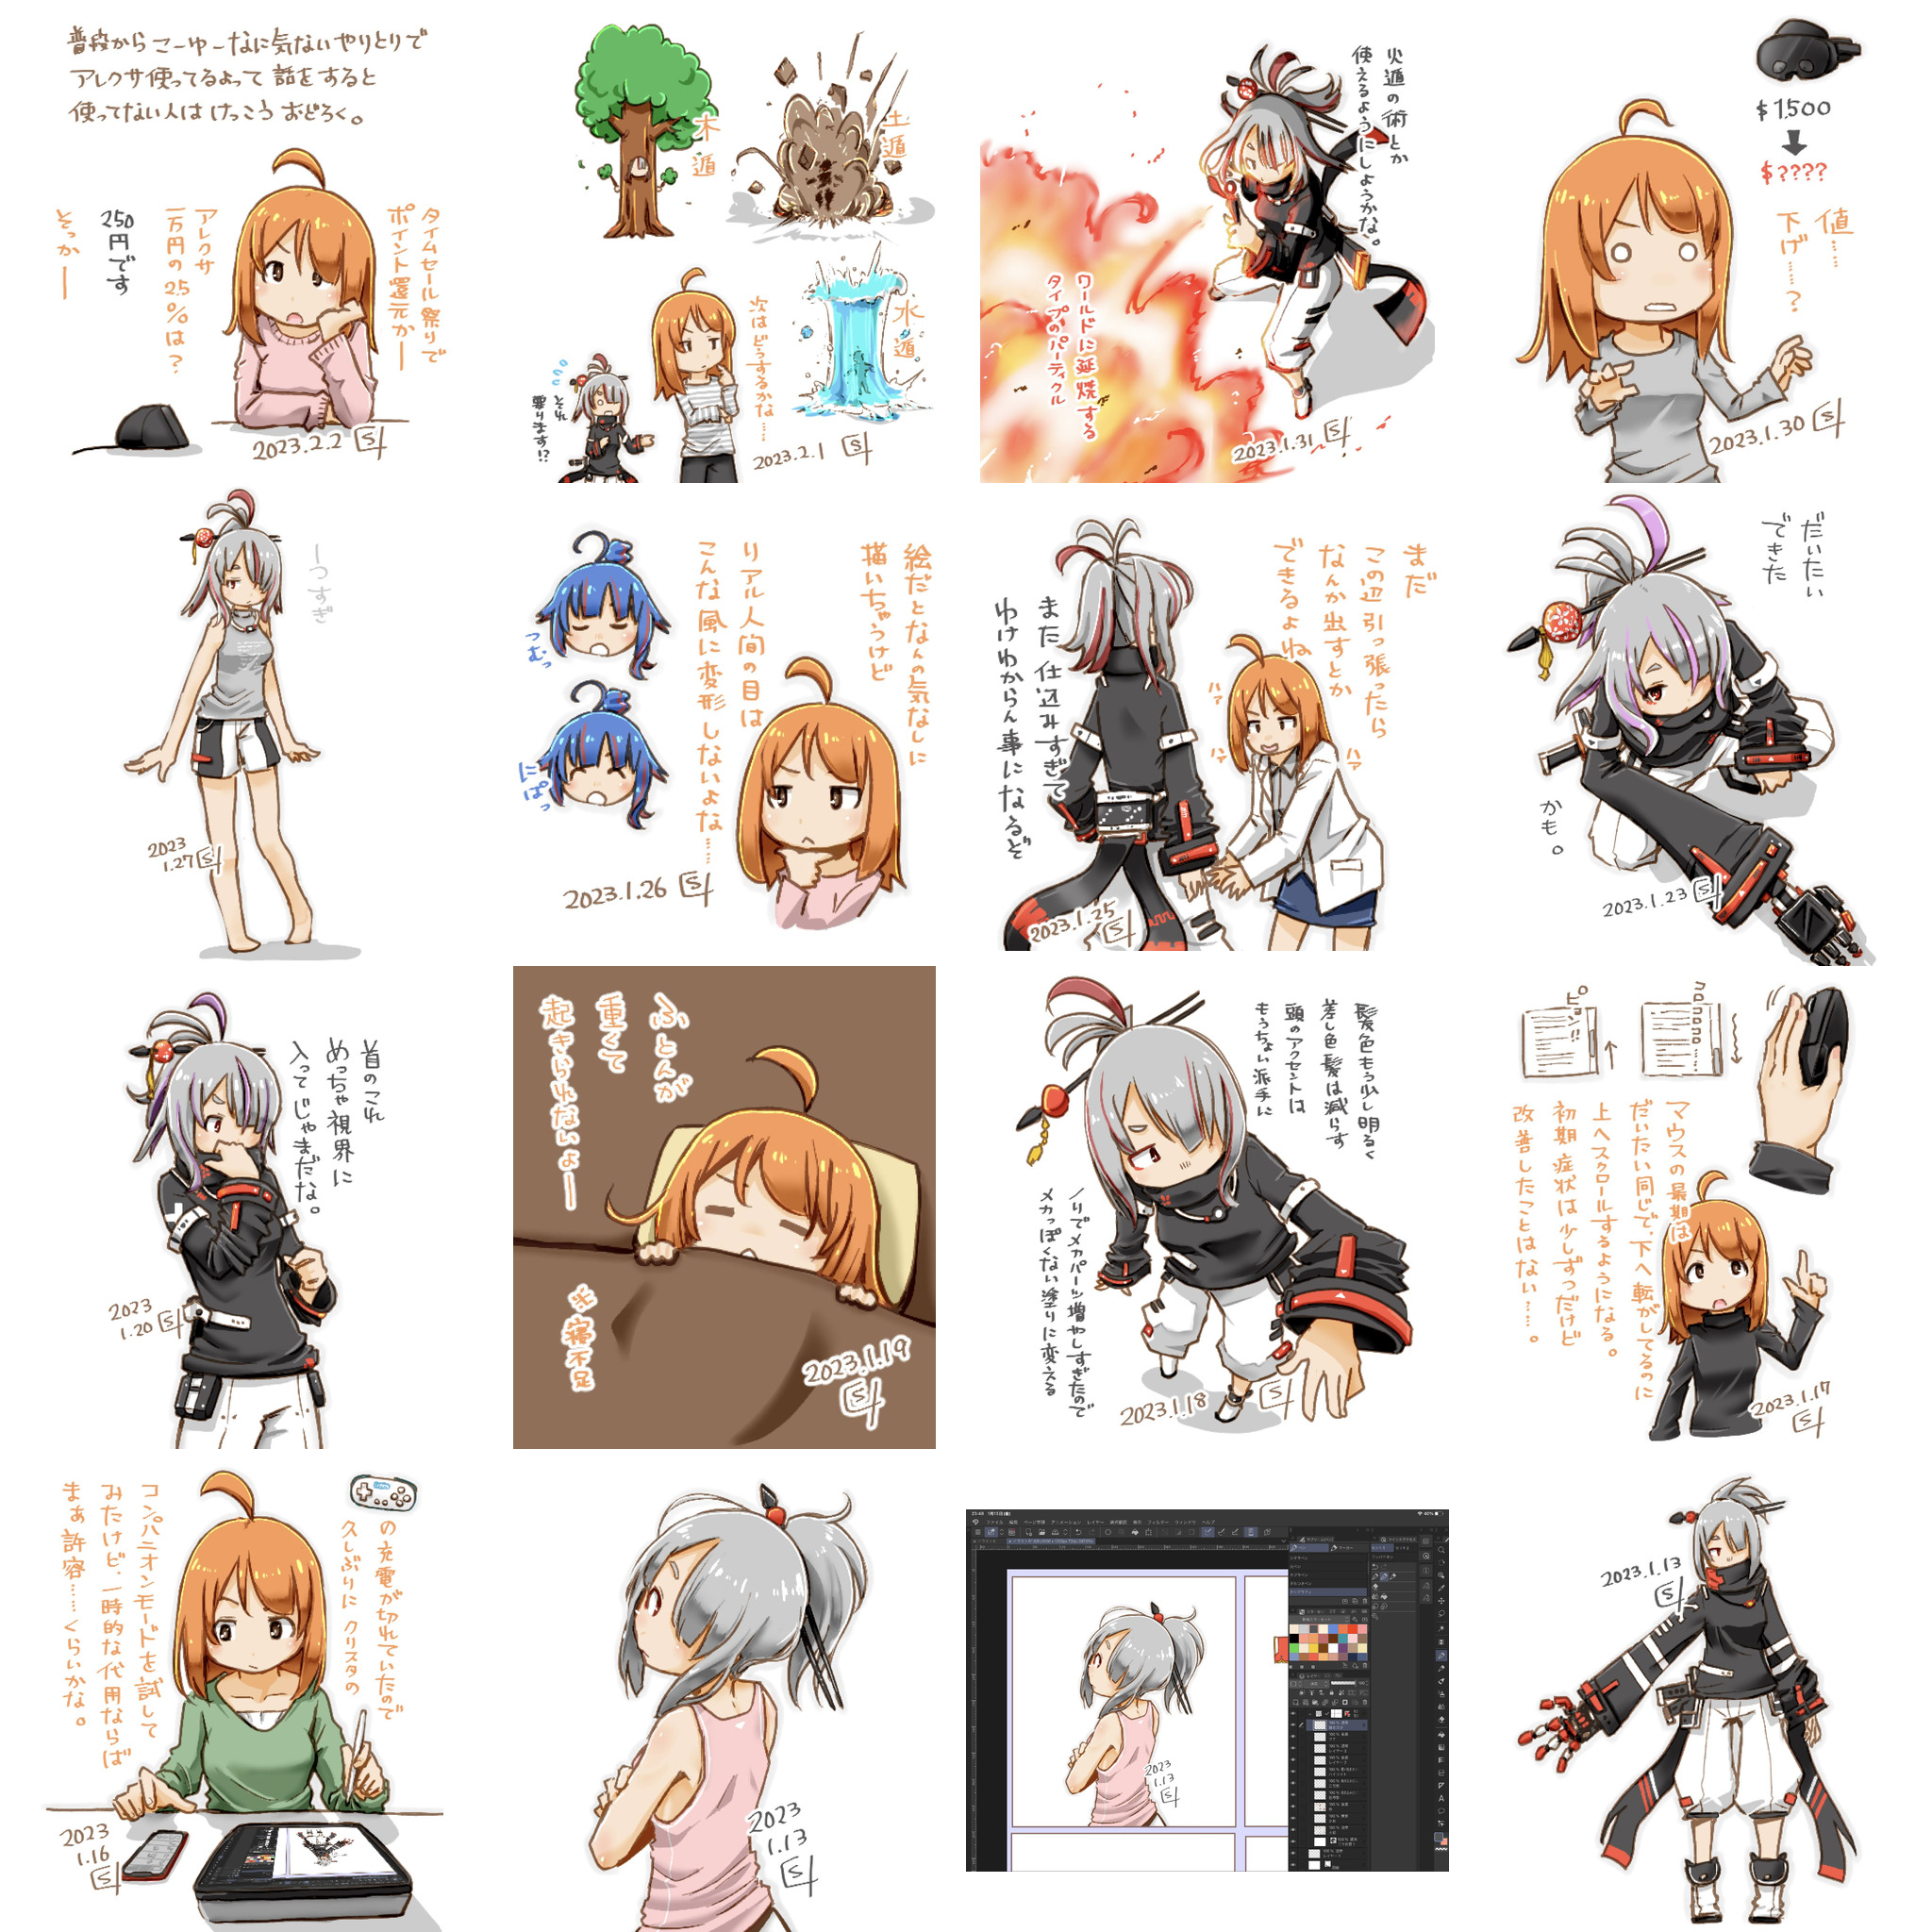 普段からこーゆーなに気ないやりとりで
アレクサ使ってるよって話をすると
使ってない人はけっこうおどろく。
タイムセール祭りで
ポイント還元かー
アレクサ
一万円の2.5%は?
250円です
そっかー
2023.2.2
木遁
土遁
水遁
次はどうするかな……
それ
要ります!?
2023.2.1
火遁の術とか
使えるようにしようかな。
ワールドに延焼する
タイプのパーティクル
2023.1.31
$1,500
$????
値……
下げ……?
2023.1.30
一つすぎ
2023
1.27
絵だとなんの気なしに
描いちゃうけど
リアル人間の目は
こんな風に変形しないよな……
つむっ
にぱっ
2023.1.26
まだ
この辺引っ張ったら
なんか出すとか
できるよね
ハァ
ハァ
ハァ
また仕込みすぎて
わけわからん事になるぞ
2023.1.25
だいたい
できた
かも。
2023.1.23
首のこれ
めっちゃ視界に
入ってじゃまだな。
2023
1.20
ふとんが
重くて
起きられないよー
※寝不足
2023.1.19
髪色もう少し明るく
差し色髪は減らす
頭のアクセントは
もうちょい派手に
ノリでメカパーツ増やしすぎたので
メカっぽくない塗りに変える
2023.1.18
ピョン!!
nanana……
マウスの最期は
だいたい同じで、下へ転がしてるのに
上へスクロールするようになる。
初期症状は少しずつだけど
改善したことはない……。
2023.1.17
の充電が切れていたので
久しぶりにクリスタの
コンパニオンモードを試して
みたけど、一時的な代用ならば
まぁ許容……くらいかな。
2023
1.16
2023
1.13
2023
1.13
2023.1.13